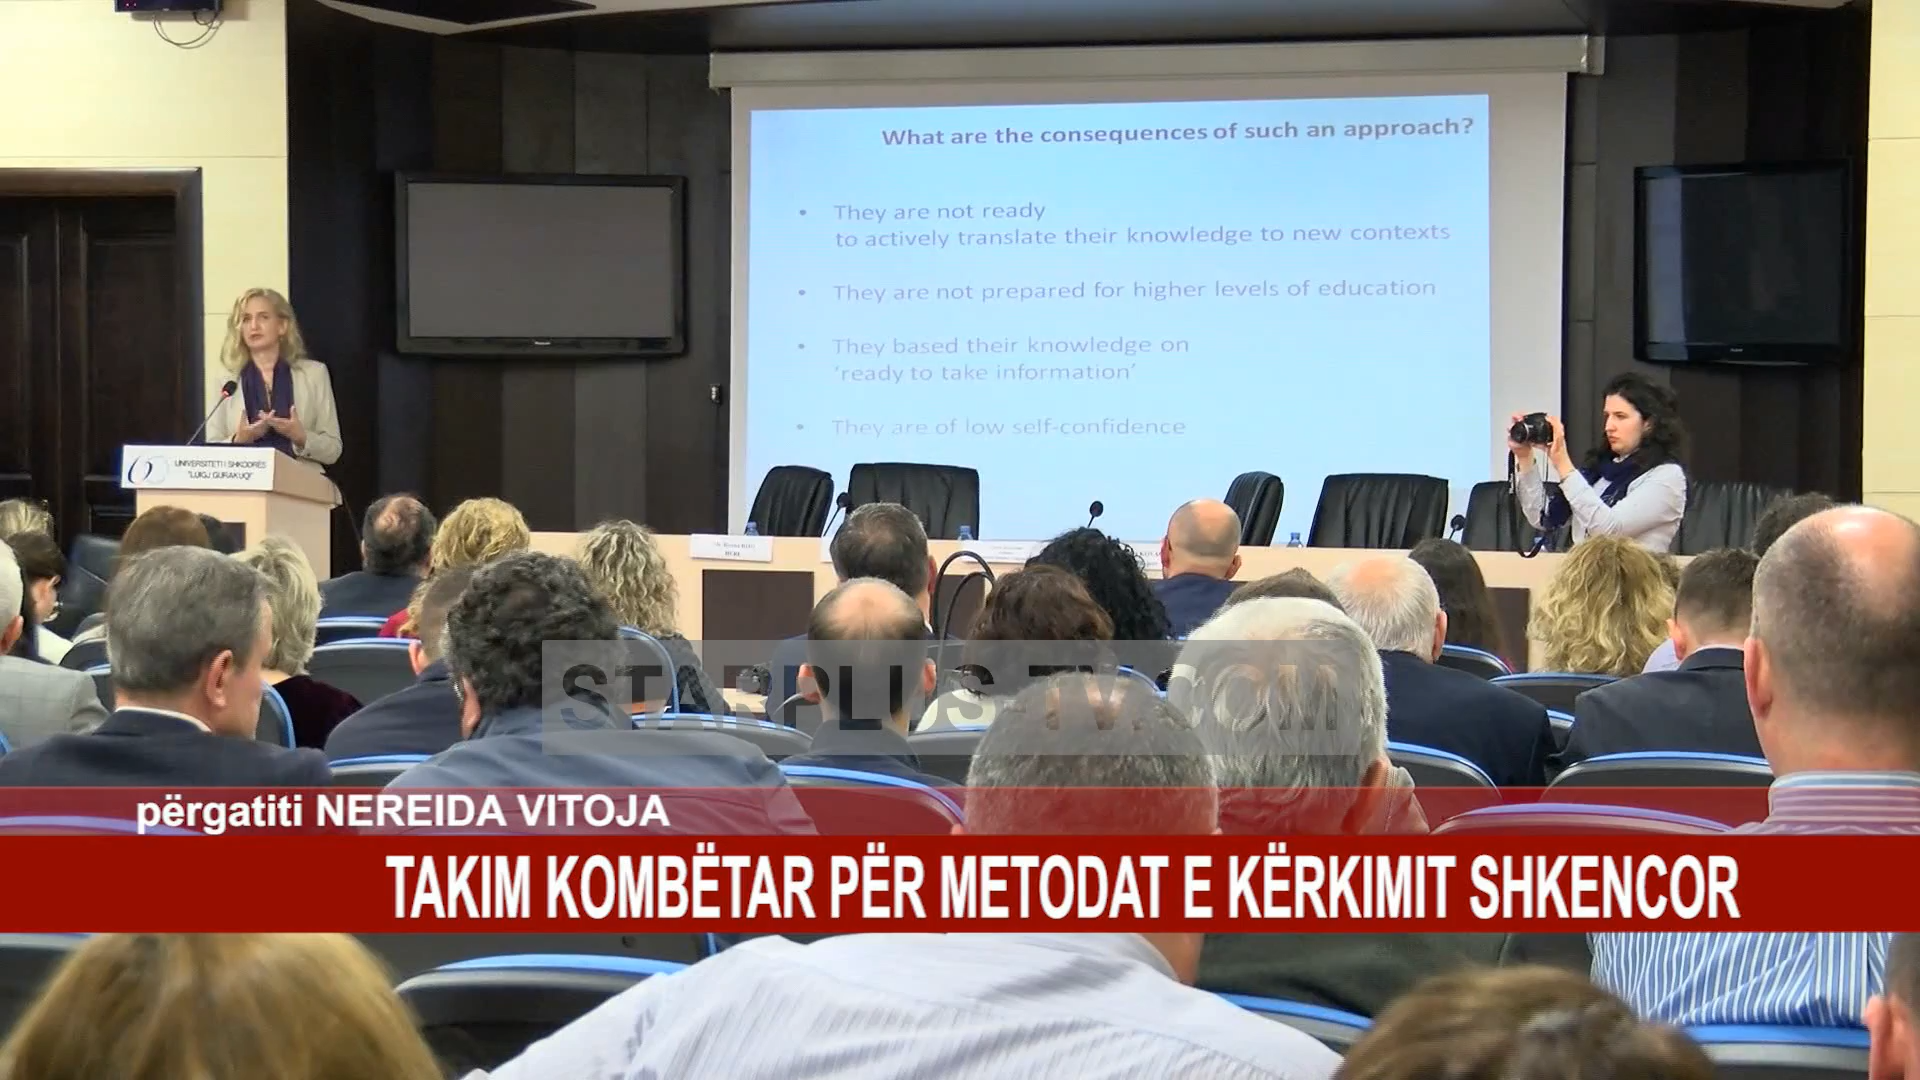 What are the consequences of such an approach?
• They are not ready
to actively translate their knowledge to new contexts
• They are not prepared for higher levels of education
• They based their knowledge on
'ready to take information'
• They are of low self-confidence
UNIVERSITETI I SHKODRËS
"LUIGJ GURAKUQI"
STARPLUS-TV.COM
përgatiti NEREIDA VITOJA
TAKIM KOMBËTAR PËR METODAT E KËRKIMIT SHKENCOR